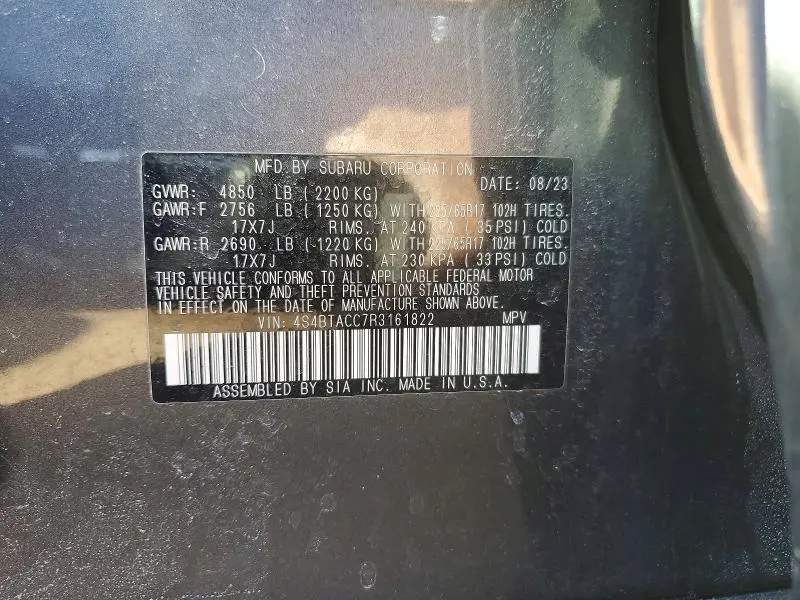 MFD. BY SUBARU CORPORATION
DATE: 08/23
GVWR: 4850 LB ( 2200 KG)
GAWR:F 2756 LB ( 1250 KG) WITH 225/65R17 102H TIRES.
17X7J RIMS. AT 240 KPA ( 35 PSI) COLD
GAWR:R 2690 LB ( 1220 KG) WITH 225/65R17 102H TIRES.
17X7J RIMS. AT 230 KPA ( 33 PSI) COLD
THIS VEHICLE CONFORMS TO ALL APPLICABLE FEDERAL MOTOR
VEHICLE SAFETY AND THEFT PREVENTION STANDARDS
IN EFFECT ON THE DATE OF MANUFACTURE SHOWN ABOVE.
VIN: 4S4BTACC7R3161822 MPV
ASSEMBLED BY SIA INC. MADE IN U.S.A.